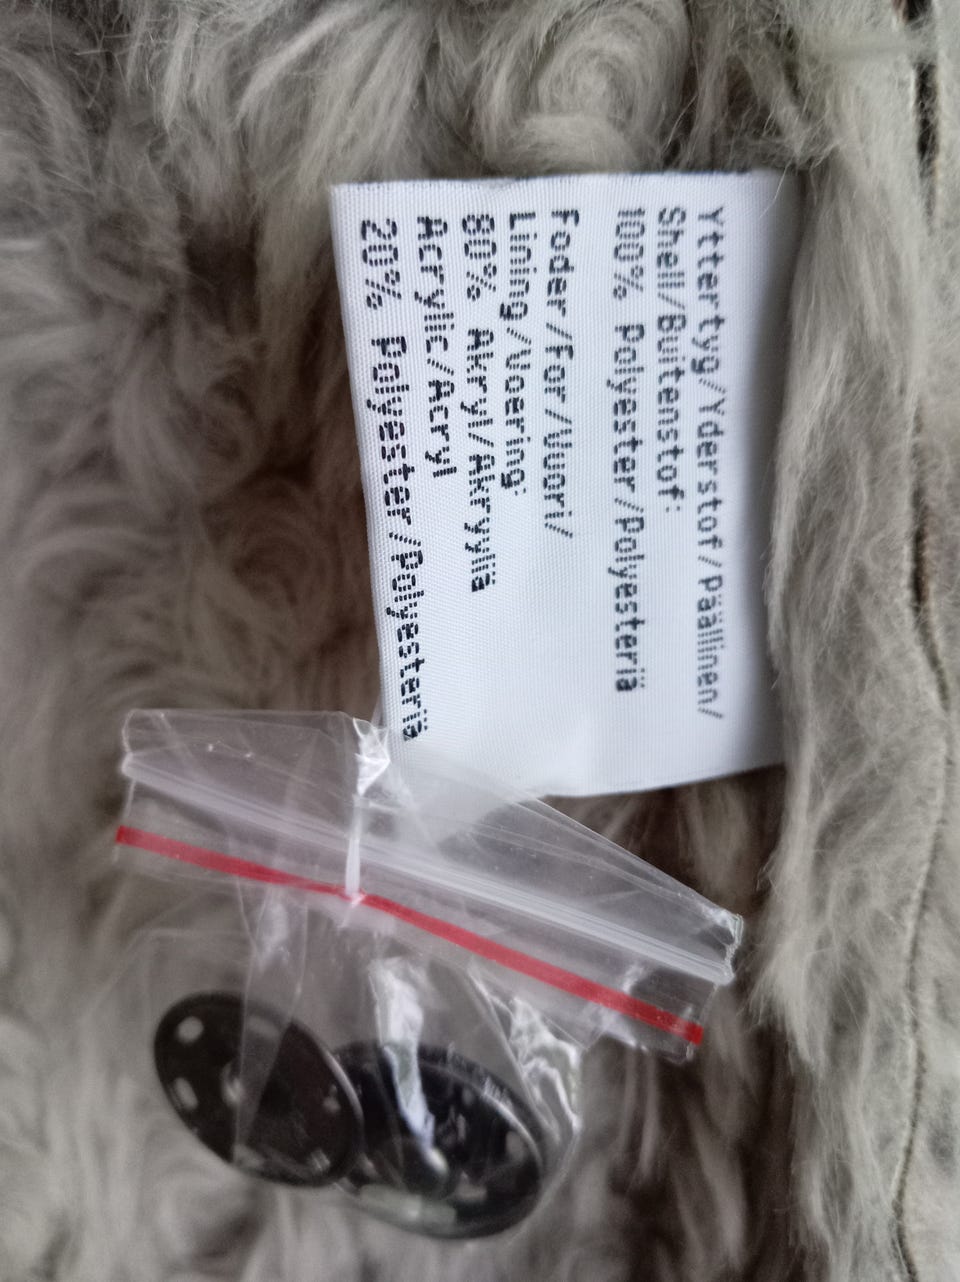 Yttertyg/Yderstof/Päällinen/
Shell/Buitenstof:
100% Polyester/Polyesteriä
Foder/For/Vuori/
Lining/Voering:
80% Akryl/Akryyliä
Acrylic/Acryl
20% Polyester/Polyesteriä